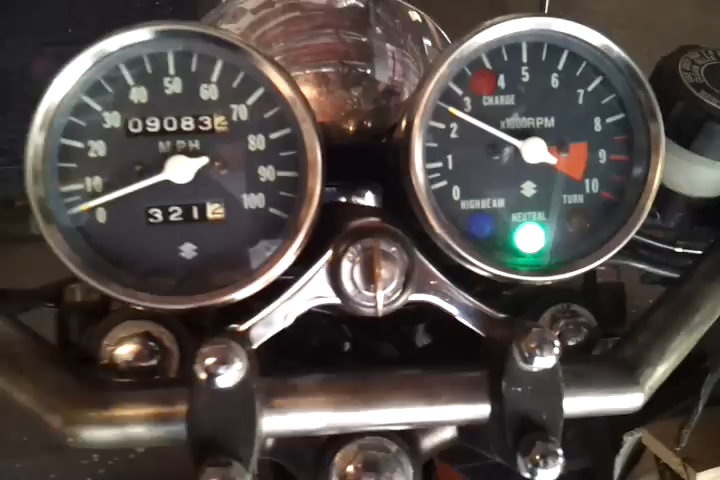 0 10 20 30 40 50 60 70 80 90 100
09083
MPH
321
0 1 2 3 4 5 6 7 8 9 10
CHARGE
x1000RPM
HIGHBEAM
NEUTRAL
TURN